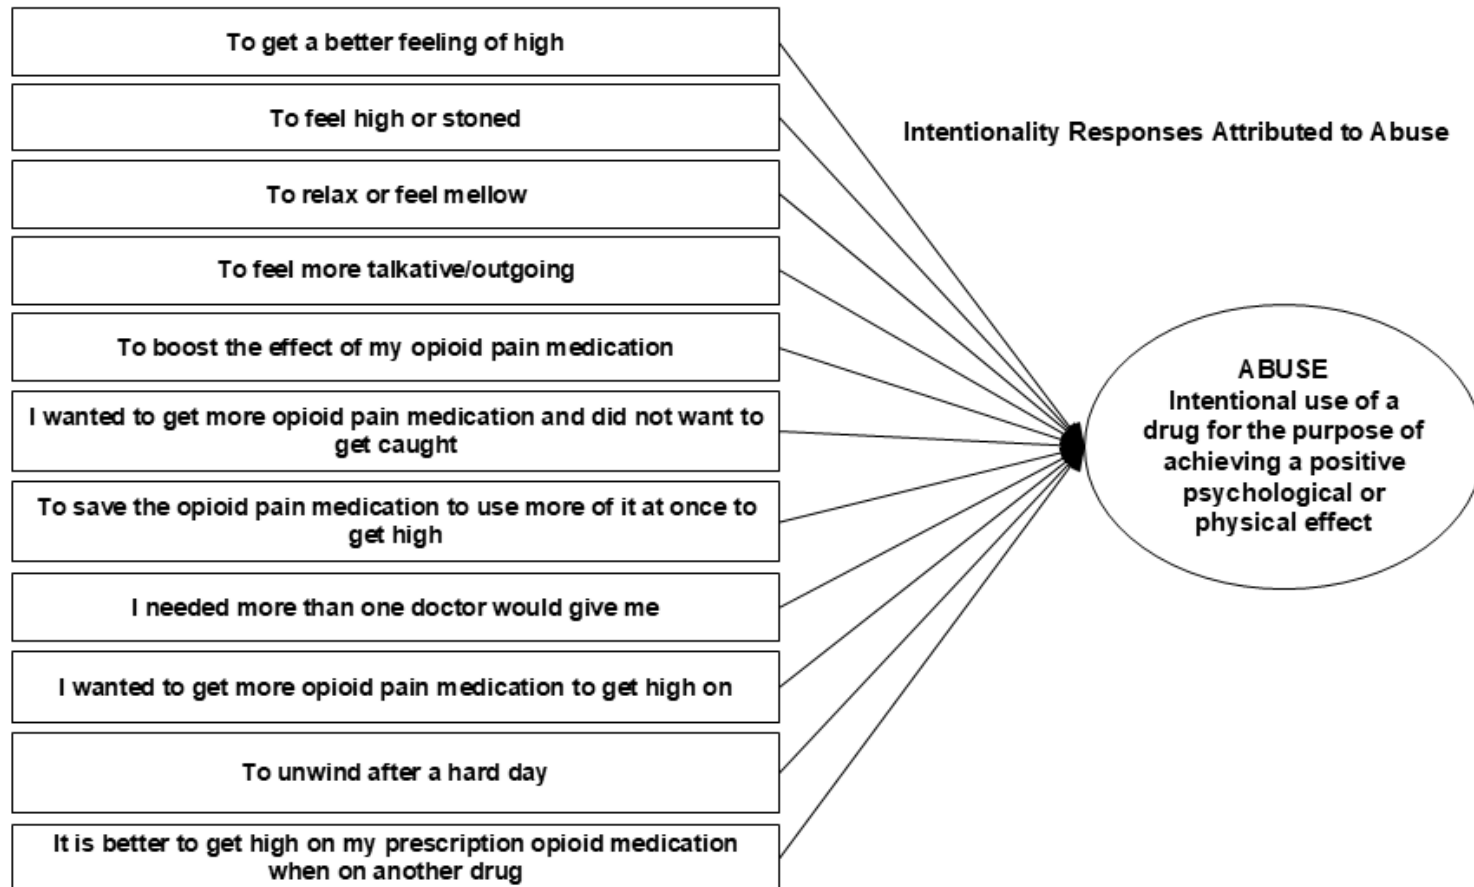 To get a better feeling of high
To feel high or stoned
Intentionality Responses Attributed to Abuse
To relax or feel mellow
To feel more talkative/outgoing
To boost the effect of my opioid pain medication
I wanted to get more opioid pain medication and did not want to
get caught
To save the opioid pain medication to use more of it at once to
get high
I needed more than one doctor would give me
I wanted to get more opioid pain medication to get high on
To unwind after a hard day
It is better to get high on my prescription opioid medication
when on another drug
ABUSE
Intentional use of a
drug for the purpose of
achieving a positive
psychological or
physical effect